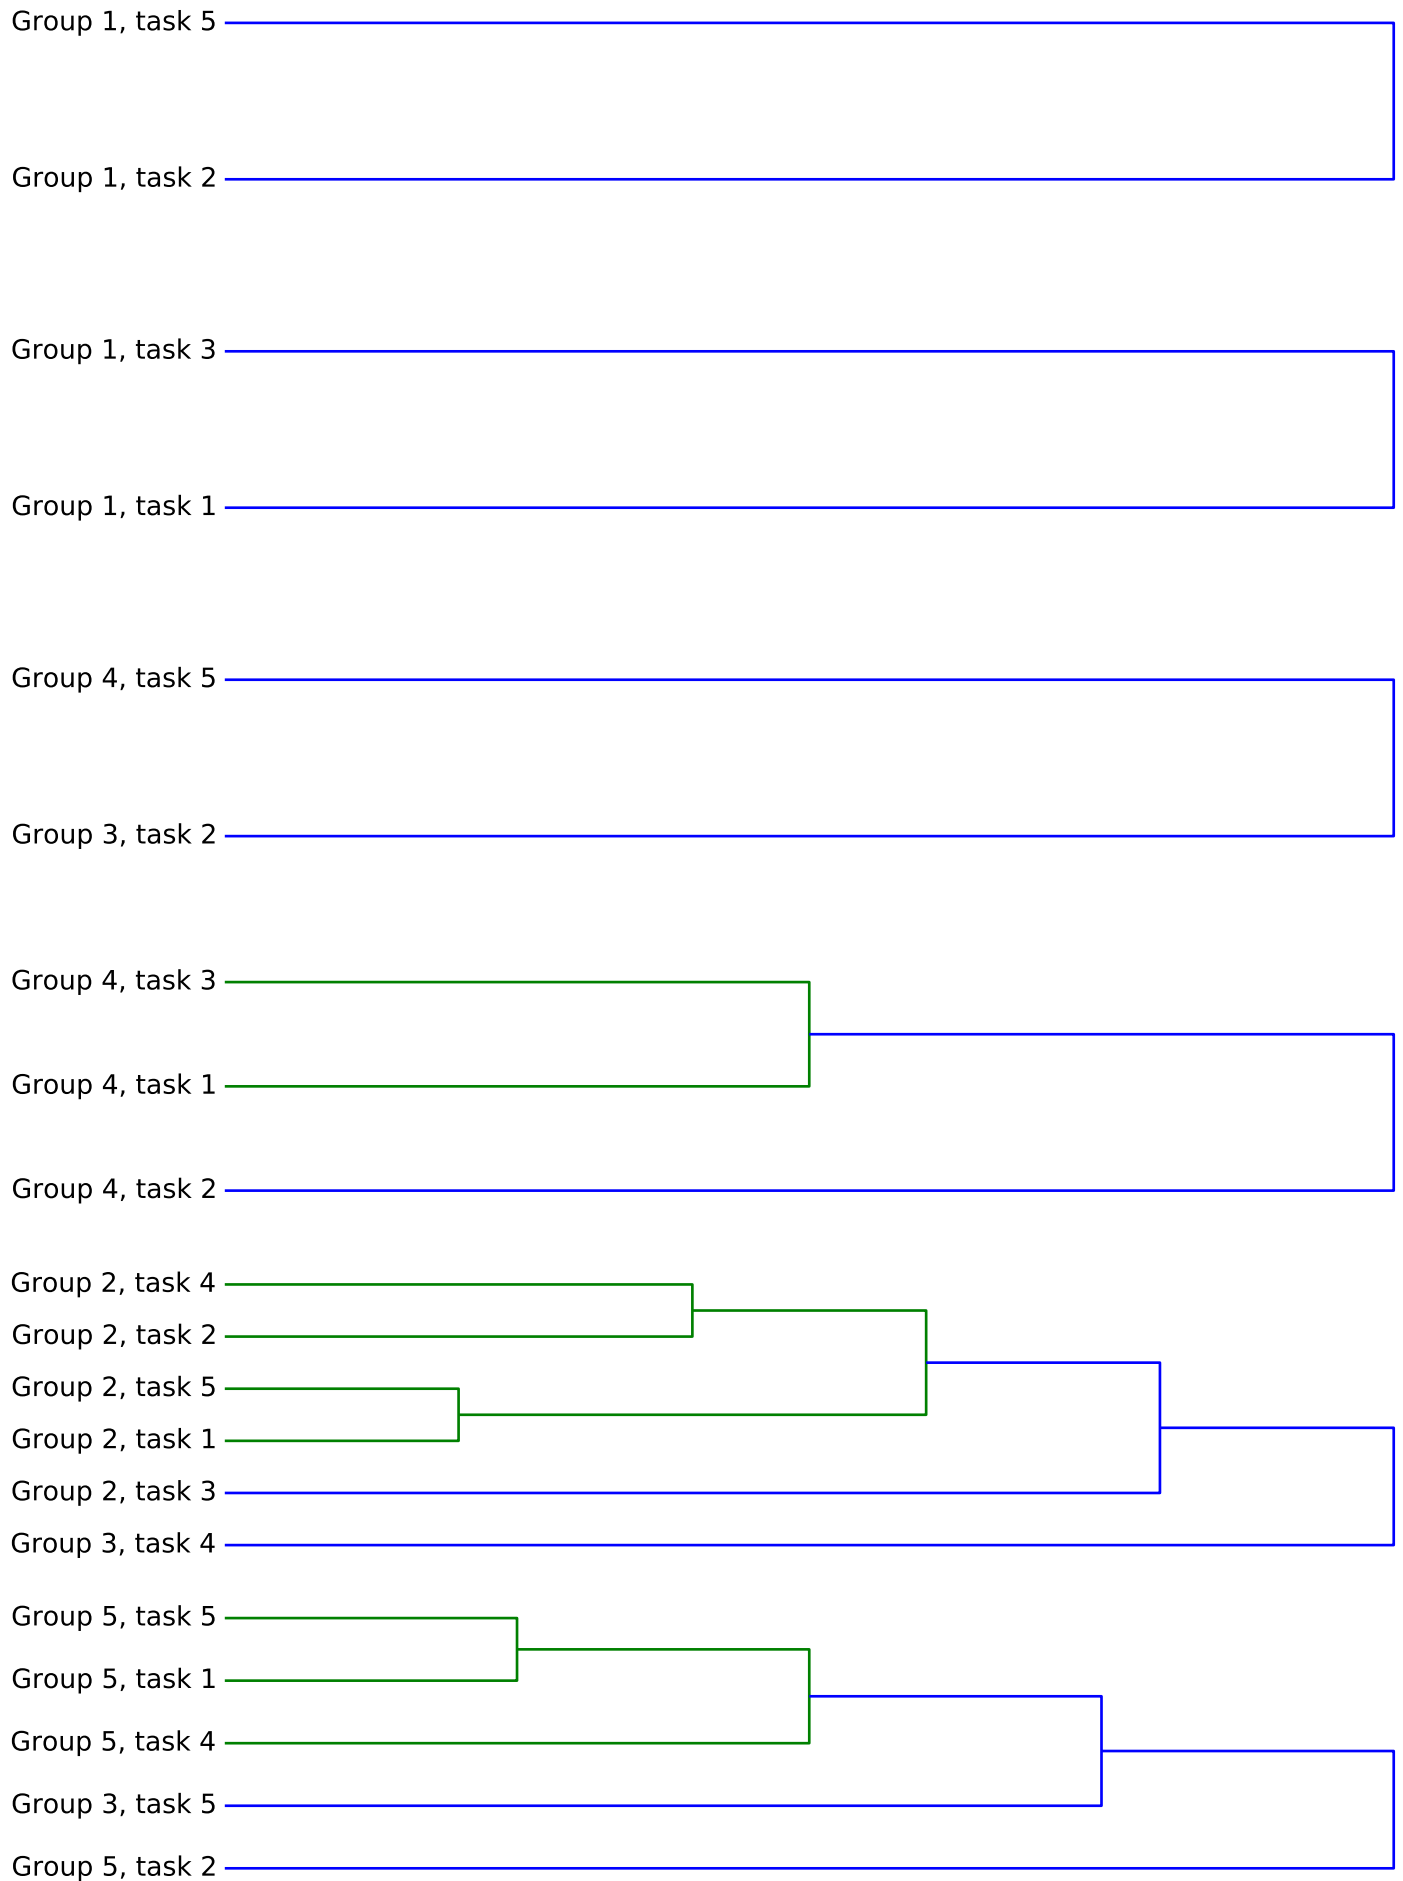 Group 1, task 5
Group 1, task 2
Group 1, task 3
Group 1, task 1
Group 4, task 5
Group 3, task 2
Group 4, task 3
Group 4, task 1
Group 4, task 2
Group 2, task 4
Group 2, task 2
Group 2, task 5
Group 2, task 1
Group 2, task 3
Group 3, task 4
Group 5, task 5
Group 5, task 1
Group 5, task 4
Group 3, task 5
Group 5, task 2